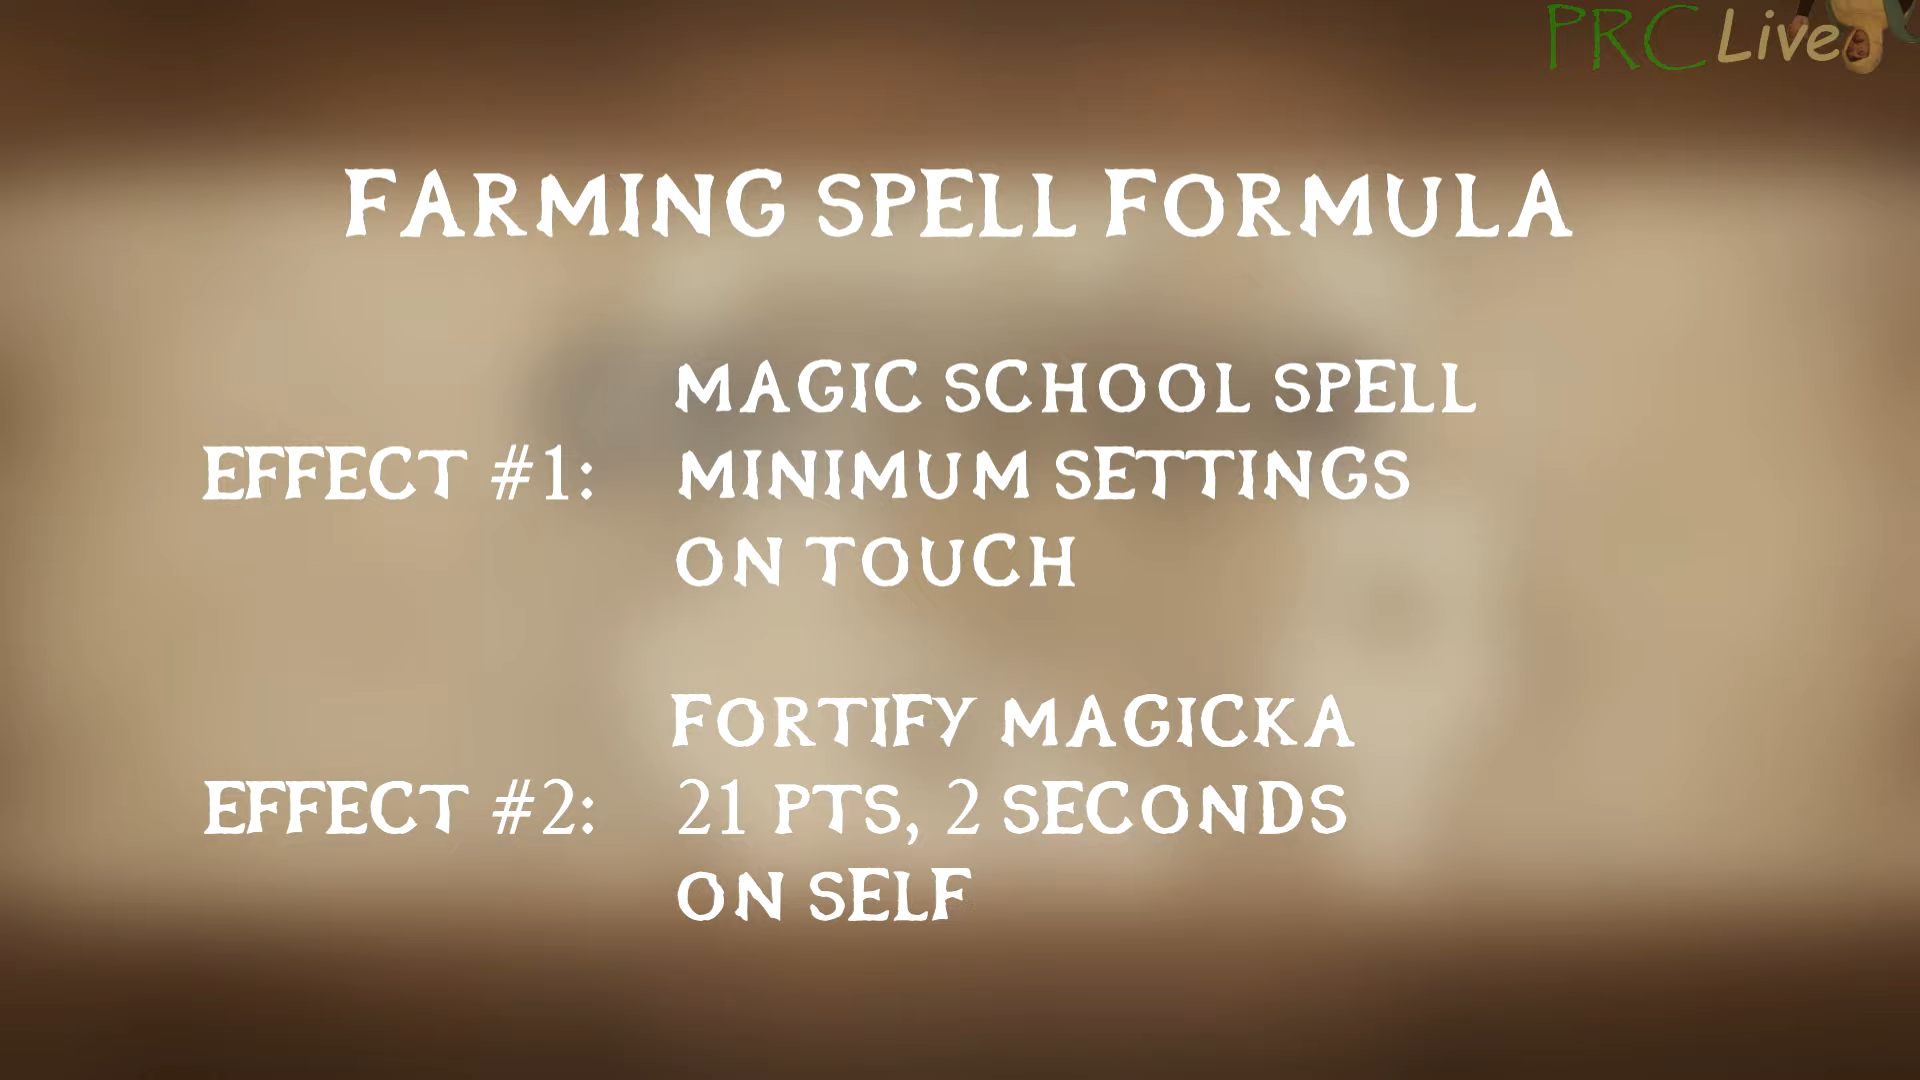 PRC Live
FARMING SPELL FORMULA
MAGIC SCHOOL SPELL
EFFECT #1: MINIMUM SETTINGS
ON TOUCH
FORTIFY MAGICKA
EFFECT #2: 21 PTS, 2 SECONDS
ON SELF